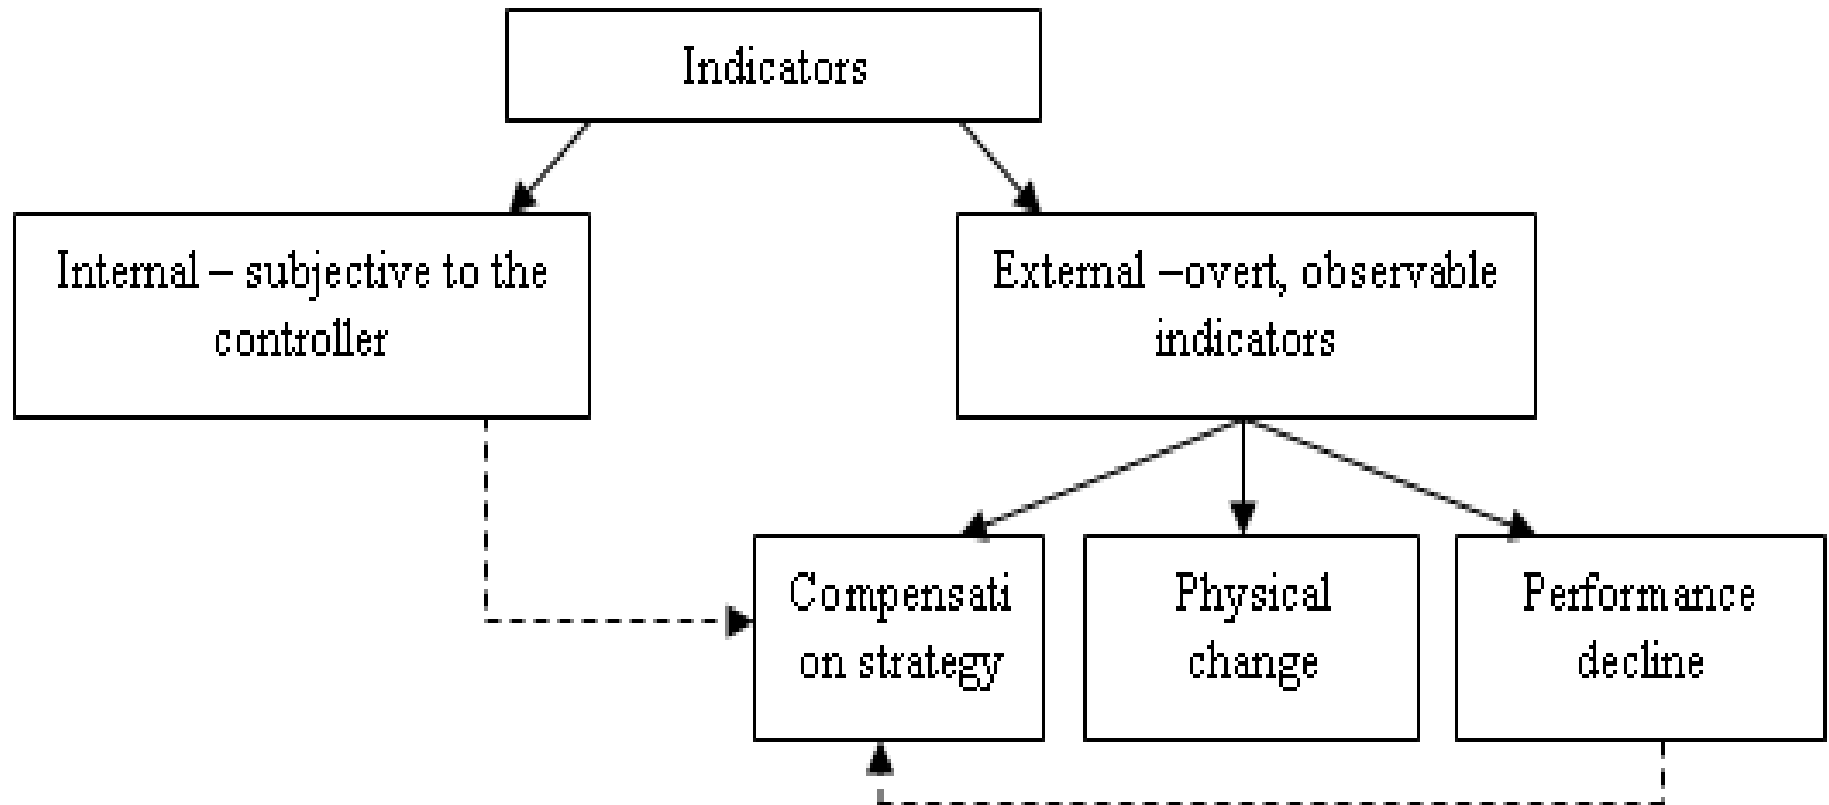 Indicators
Internal – subjective to the
controller
External –overt, observable
indicators
Compensati
on strategy
Physical
change
Performance
decline